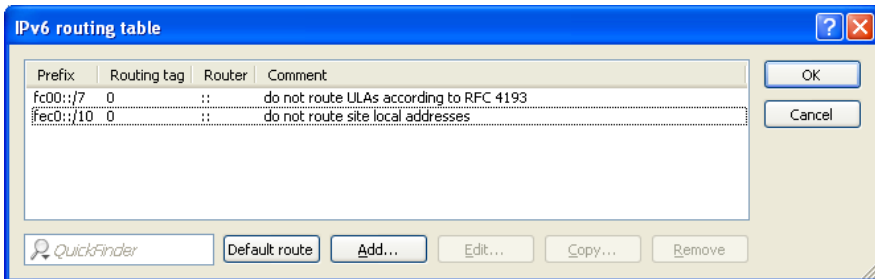 IPv6 routing table
Prefix Routing tag Router Comment
fc00::/7 0 :: do not route ULAs according to RFC 4193
fec0::/10 0 :: do not route site local addresses
OK
Cancel
QuickFinder Default route Add... Edit... Copy... Remove